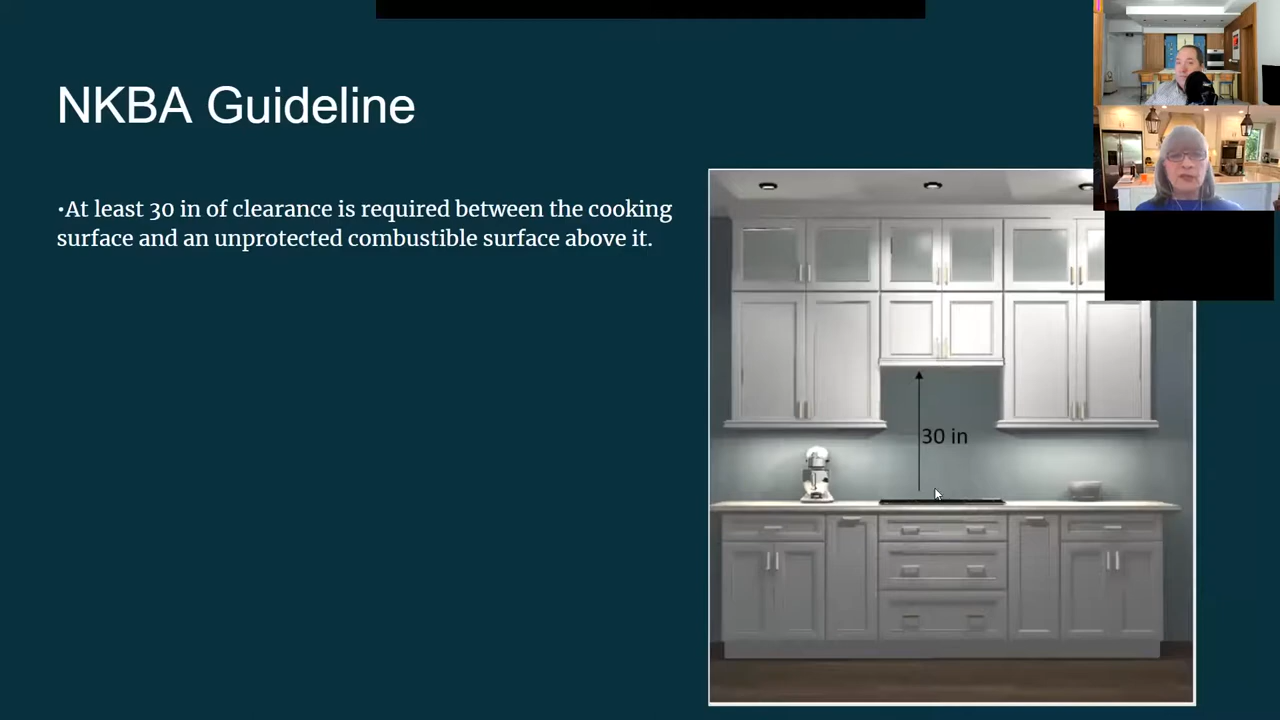 NKBA Guideline
•At least 30 in of clearance is required between the cooking
surface and an unprotected combustible surface above it.
30 in